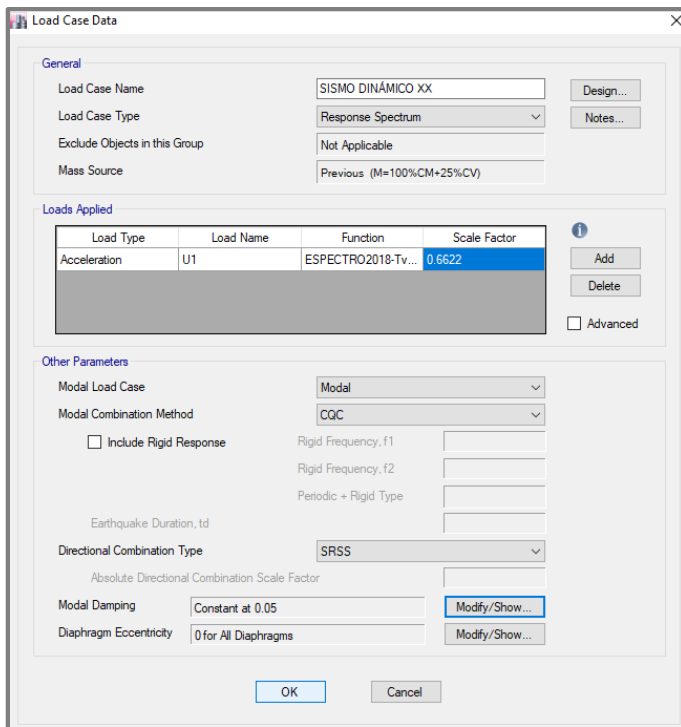 Load Case Data
General
Load Case Name SISMO DINÁMICO XX Design...
Load Case Type Response Spectrum Notes...
Exclude Objects in this Group Not Applicable
Mass Source Previous (M=100%CM+25%CV)
Loads Applied
Load Type Load Name Function Scale Factor
Acceleration U1 ESPECTRO2018-Tv... 0.6622
Add
Delete
Advanced
Other Parameters
Modal Load Case Modal
Modal Combination Method CQC
Include Rigid Response Rigid Frequency, f1
Rigid Frequency, f2
Periodic + Rigid Type
Earthquake Duration, td
Directional Combination Type SRSS
Absolute Directional Combination Scale Factor
Modal Damping Constant at 0.05 Modify/Show...
Diaphragm Eccentricity 0 for All Diaphragms Modify/Show...
OK Cancel